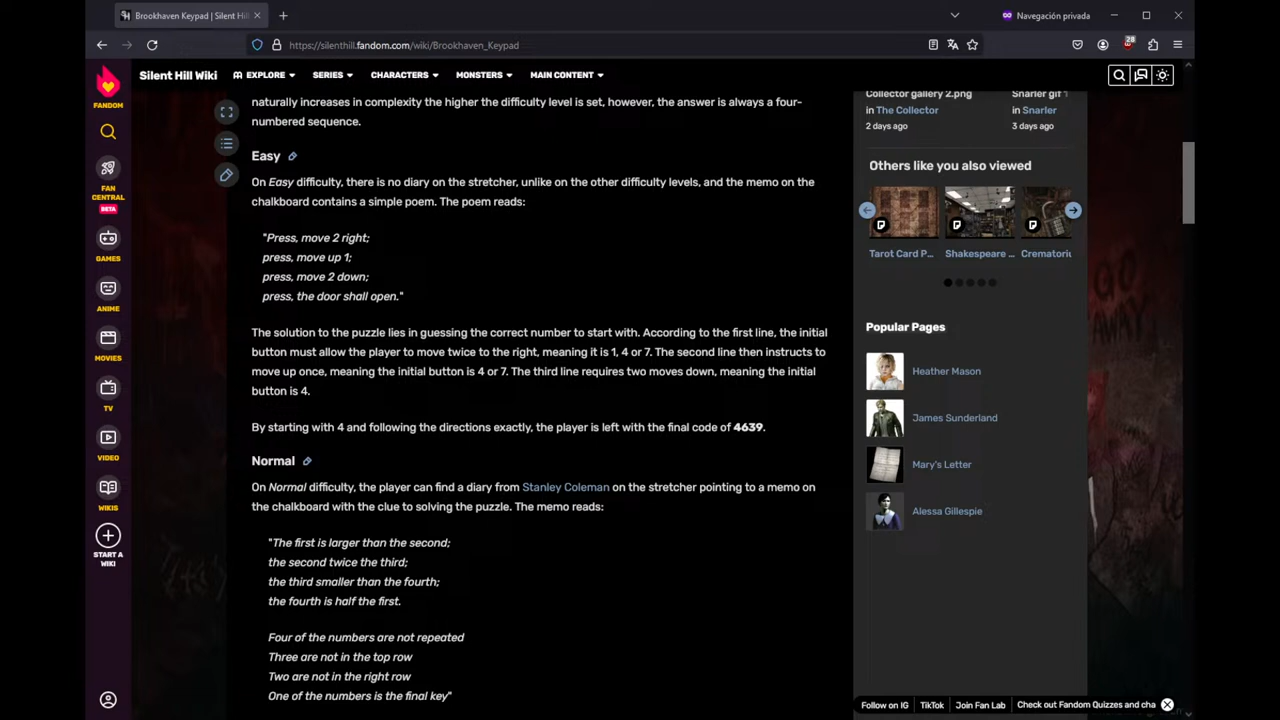 Brookhaven Keypad | Silent Hill
Navegación privada
https://silenthill.fandom.com/wiki/Brookhaven_Keypad
28
FANDOM
FAN
CENTRAL
BETA
GAMES
ANIME
MOVIES
TV
VIDEO
WIKIS
START A
WIKI
Silent Hill Wiki
EXPLORE
SERIES
CHARACTERS
MONSTERS
MAIN CONTENT
naturally increases in complexity the higher the difficulty level is set, however, the answer is always a four-
numbered sequence.
Easy
On Easy difficulty, there is no diary on the stretcher, unlike on the other difficulty levels, and the memo on the
chalkboard contains a simple poem. The poem reads:
"Press, move 2 right;
press, move up 1;
press, move 2 down;
press, the door shall open."
The solution to the puzzle lies in guessing the correct number to start with. According to the first line, the initial
button must allow the player to move twice to the right, meaning it is 1, 4 or 7. The second line then instructs to
move up once, meaning the initial button is 4 or 7. The third line requires two moves down, meaning the initial
button is 4.
By starting with 4 and following the directions exactly, the player is left with the final code of 4639.
Normal
On Normal difficulty, the player can find a diary from Stanley Coleman on the stretcher pointing to a memo on
the chalkboard with the clue to solving the puzzle. The memo reads:
"The first is larger than the second;
the second twice the third;
the third smaller than the fourth;
the fourth is half the first.
Four of the numbers are not repeated
Three are not in the top row
Two are not in the right row
One of the numbers is the final key"
Collector gallery 2.png
in The Collector
2 days ago
Snarler gif
in Snarler
3 days ago
Others like you also viewed
Tarot Card P...
Shakespeare ...
Crematoriu
Popular Pages
Heather Mason
James Sunderland
Mary's Letter
Alessa Gillespie
GO
AWAY
Follow on IG
TikTok
Join Fan Lab
Check out Fandom Quizzes and cha